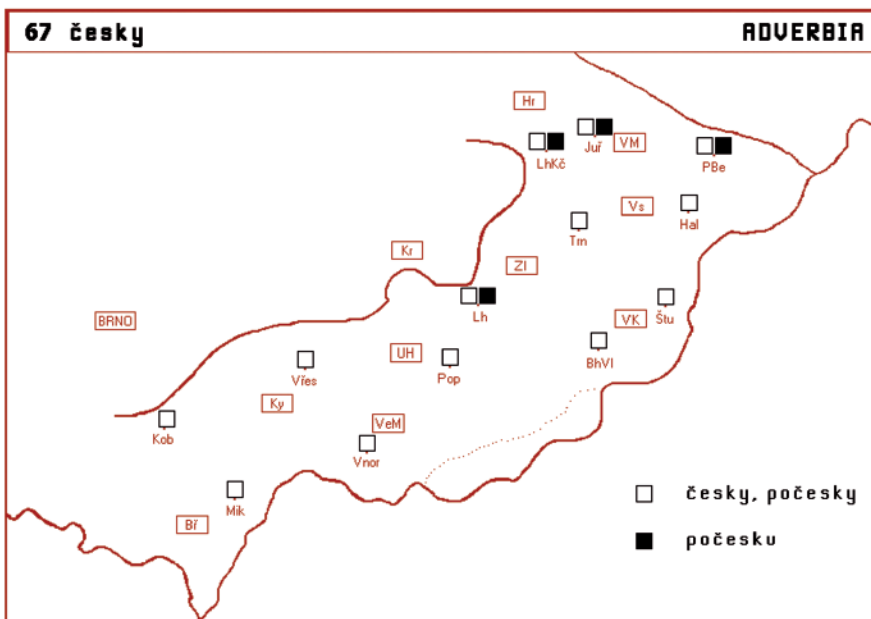 67 česky ADVERBIA
Hr
LhKč Juř VM PBe
Vs Hal
Trn
Kr Zl
BRNO Lh VK Štu
Vřes UH Pop BhVl
Ky
Kob VeM
Vnor
Mik česky, počesky
Bř
počesku